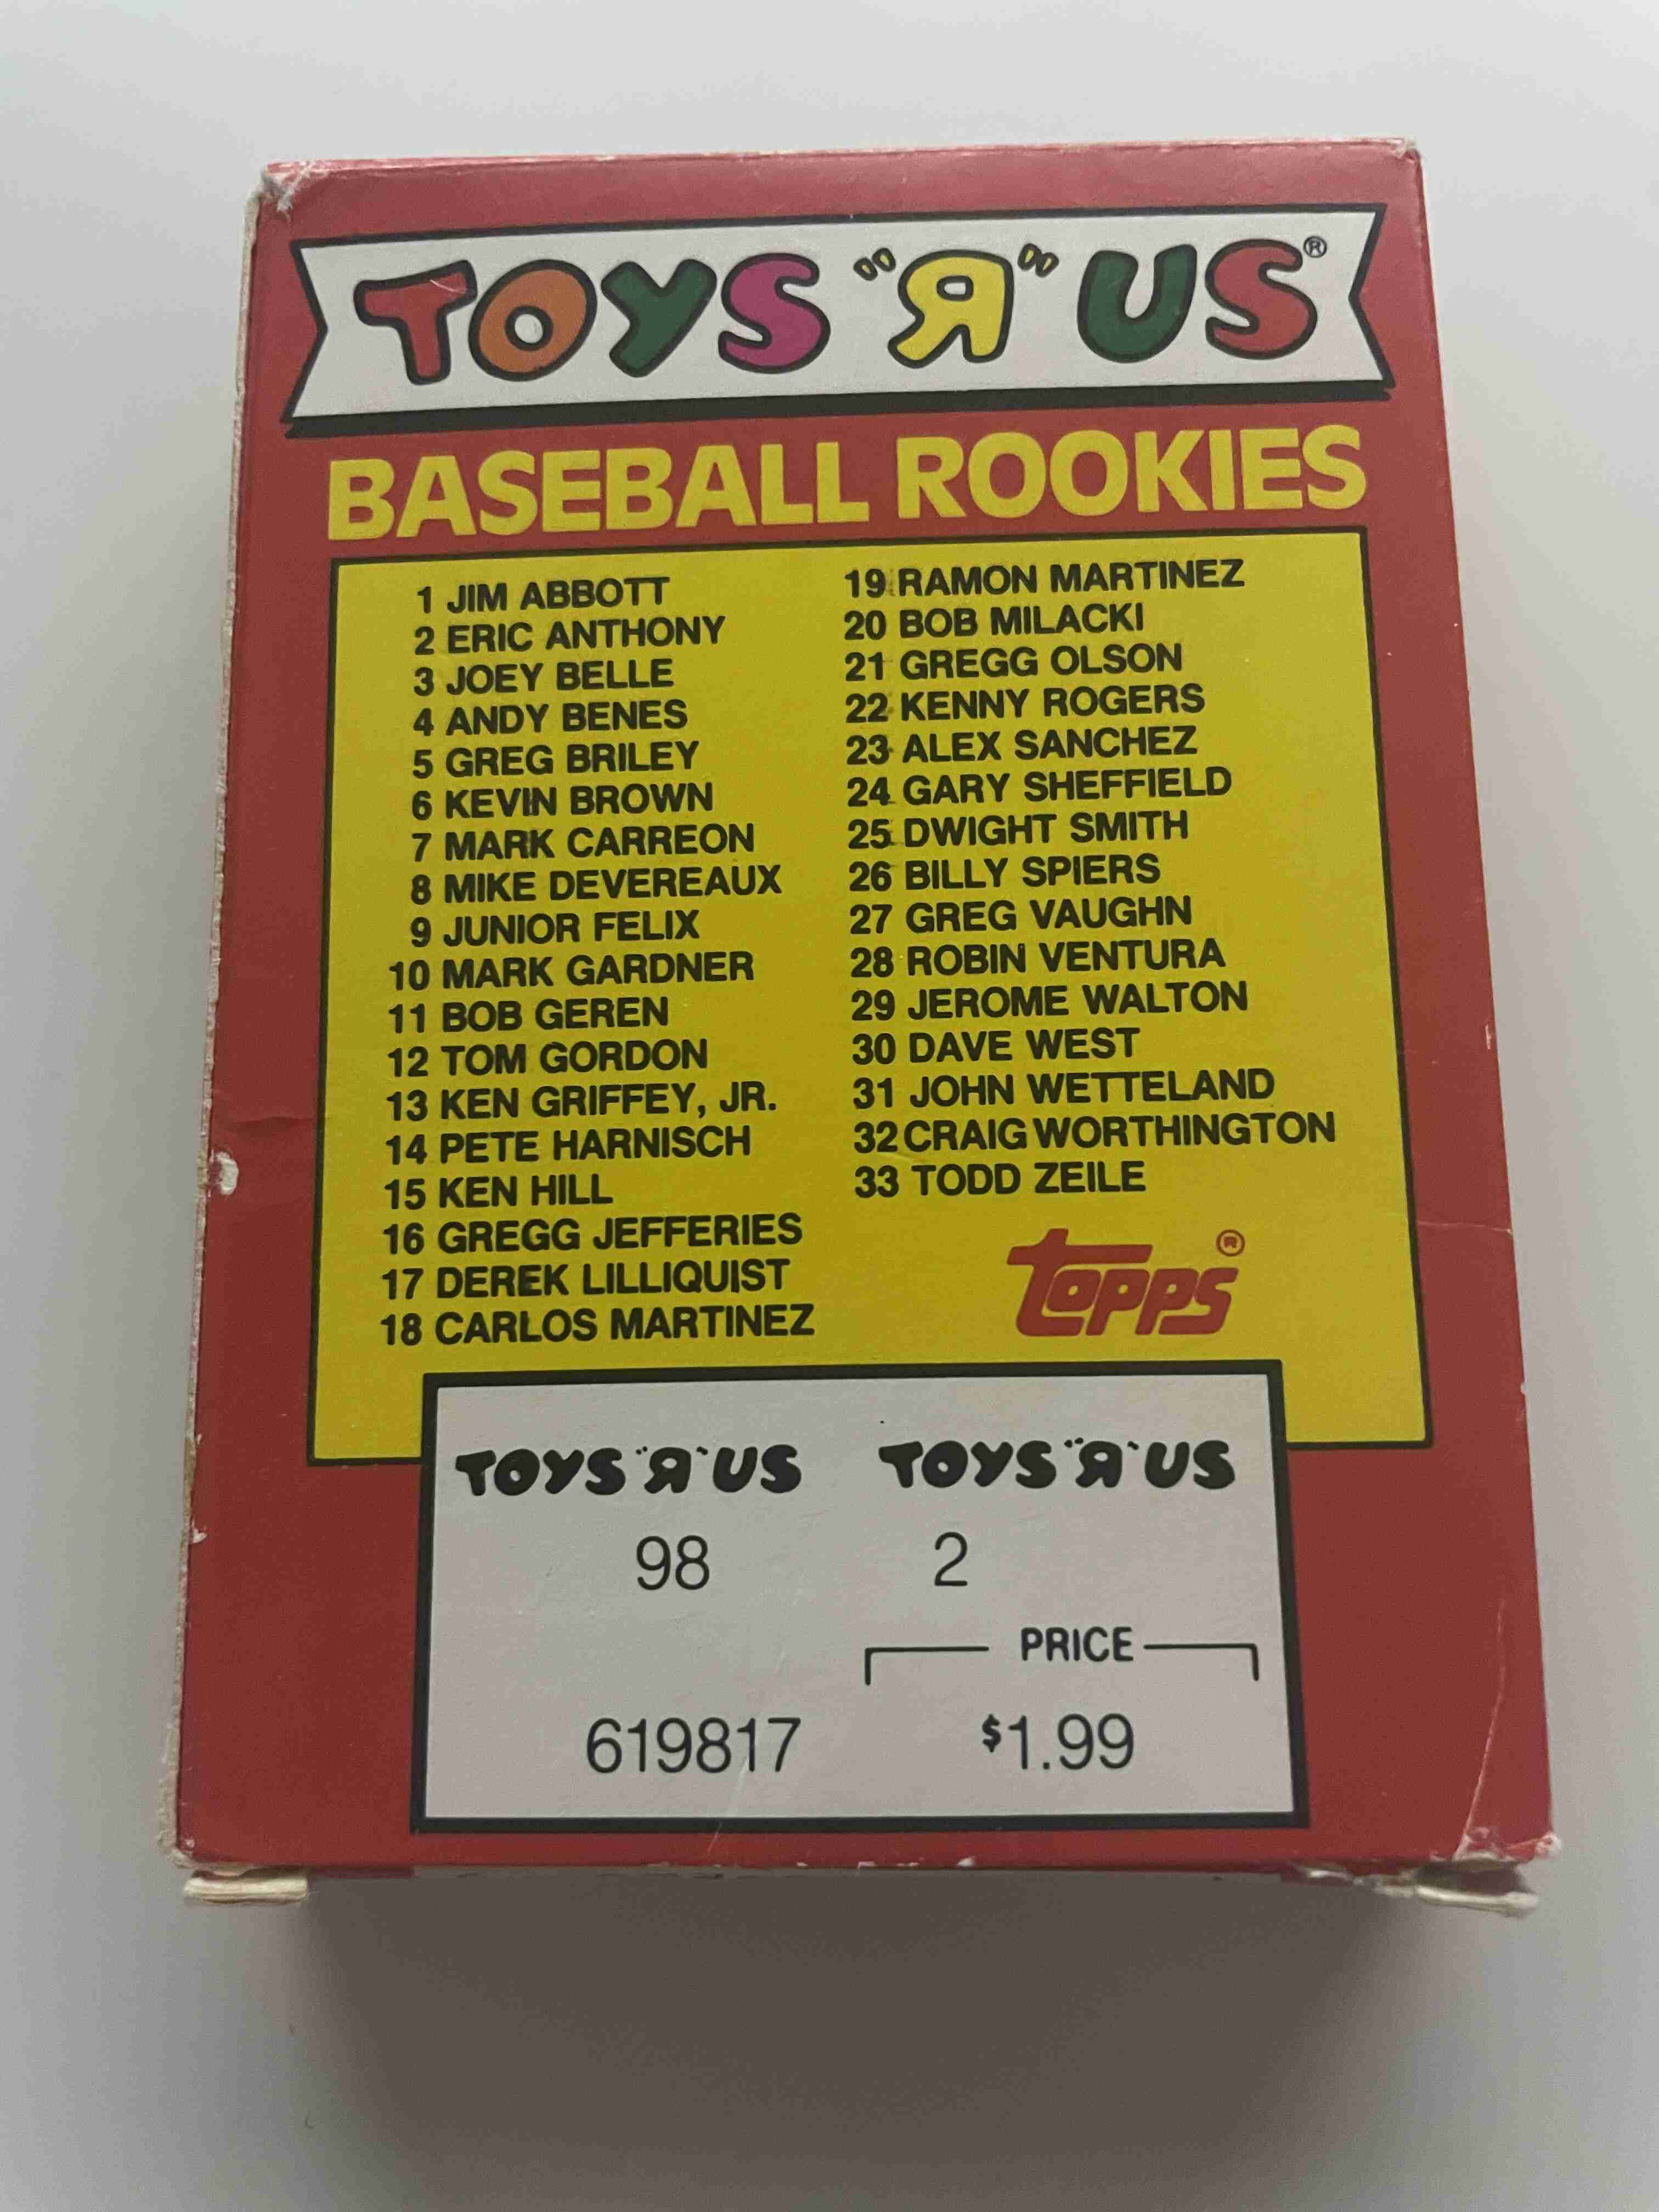 TOYS "R" US®
BASEBALL ROOKIES
1 JIM ABBOTT
2 ERIC ANTHONY
3 JOEY BELLE
4 ANDY BENES
5 GREG BRILEY
6 KEVIN BROWN
7 MARK CARREON
8 MIKE DEVEREAUX
9 JUNIOR FELIX
10 MARK GARDNER
11 BOB GEREN
12 TOM GORDON
13 KEN GRIFFEY, JR.
14 PETE HARNISCH
15 KEN HILL
16 GREGG JEFFERIES
17 DEREK LILLIQUIST
18 CARLOS MARTINEZ
19 RAMON MARTINEZ
20 BOB MILACKI
21 GREGG OLSON
22 KENNY ROGERS
23 ALEX SANCHEZ
24 GARY SHEFFIELD
25 DWIGHT SMITH
26 BILLY SPIERS
27 GREG VAUGHN
28 ROBIN VENTURA
29 JEROME WALTON
30 DAVE WEST
31 JOHN WETTELAND
32 CRAIG WORTHINGTON
33 TODD ZEILE
topps®
TOYS "R" US TOYS "R" US
98 2
PRICE
619817 $1.99